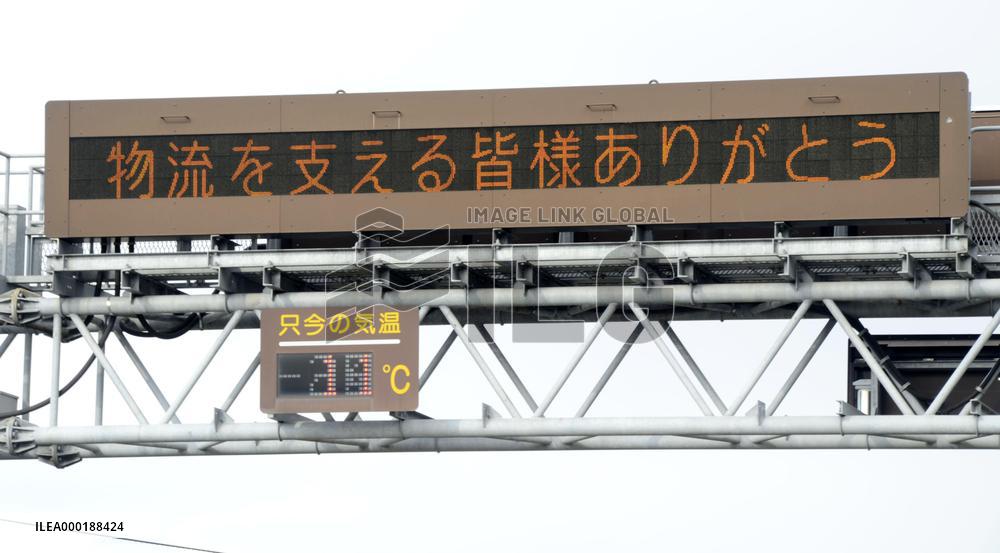 物流を支える皆様ありがとう
IMAGE LINK GLOBAL
ILG
只今の気温
℃
ILEA000188424